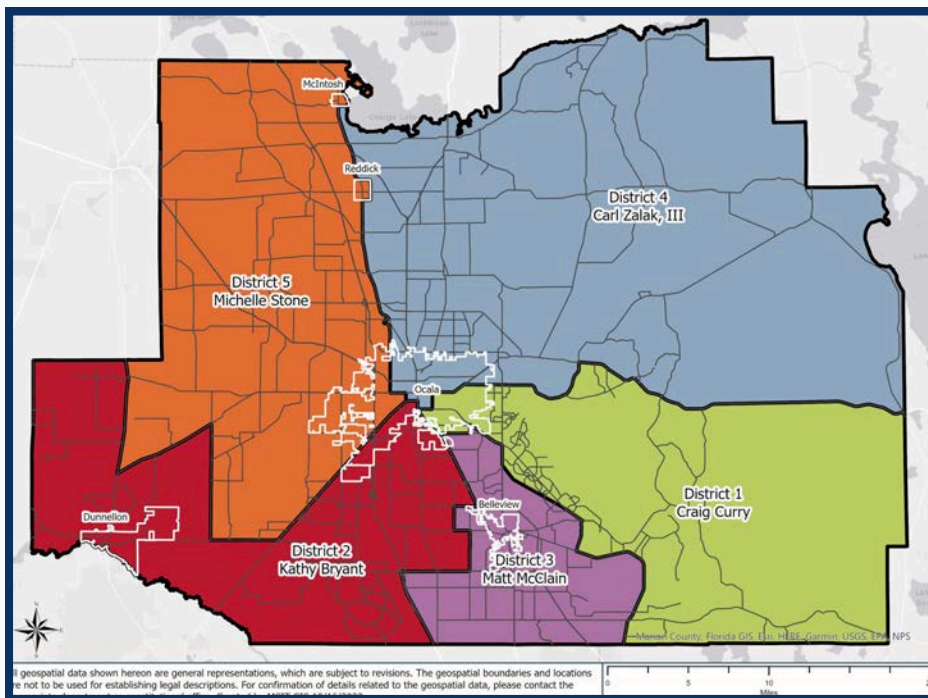 McIntosh
Reddick
District 4
Carl Zalak, III
District 5
Michelle Stone
Ocala
District 1
Craig Curry
Belleview
Dunnellon
District 2
Kathy Bryant
District 3
Matt McClain
Marion County, Florida GIS, Esri, HERE, Garmin, USGS, EPA, NPS
ll geospatial data shown hereon are general representations, which are subject to revisions. The geospatial boundaries and locations
re not to be used for establishing legal descriptions. For confirmation of details related to the geospatial data, please contact the
0 5 10
Miles